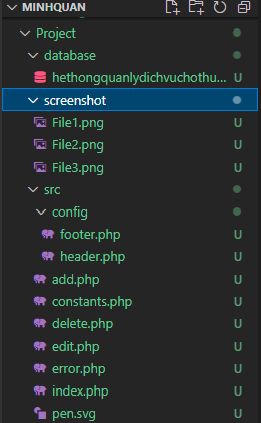 MINHQUAN
Project
database
hethongquanlydichvuchothu... U
screenshot
File1.png U
File2.png U
File3.png U
src
config
footer.php U
header.php U
add.php U
constants.php U
delete.php U
edit.php U
error.php U
index.php U
pen.svg U